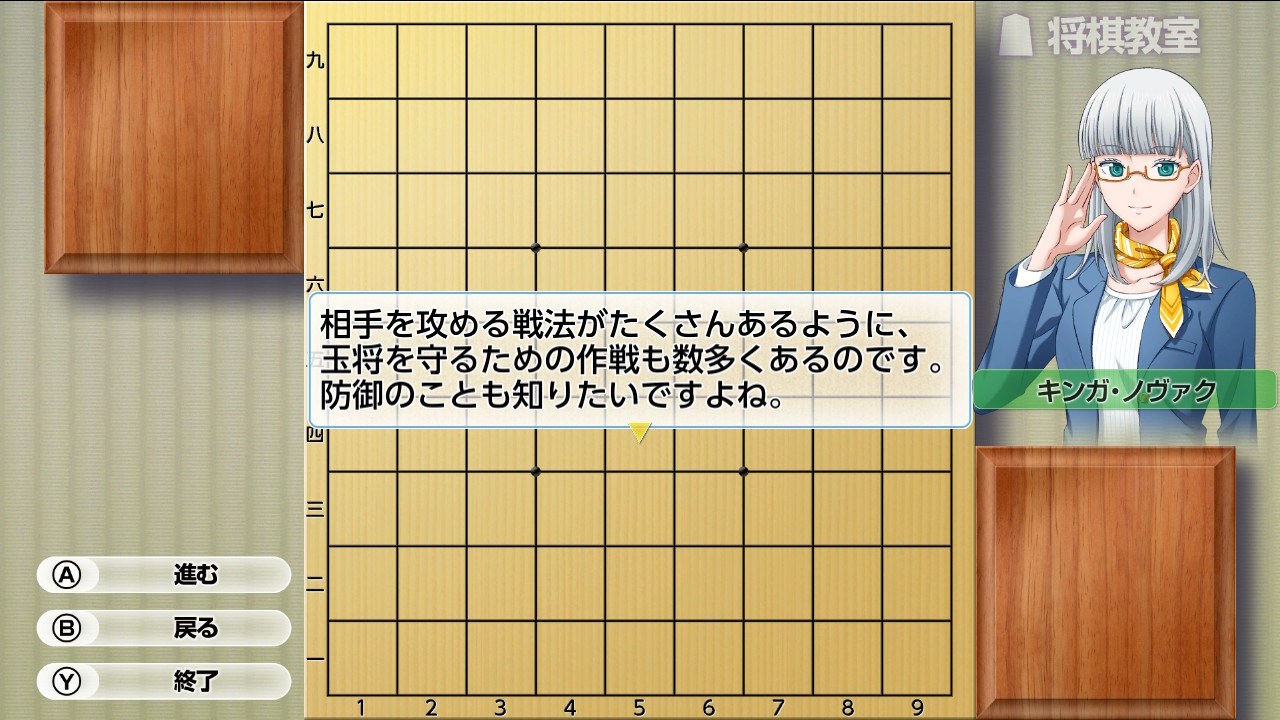 将棋教室
九
八
七
六
五
四
三
二
一
1 2 3 4 5 6 7 8 9
相手を攻める戦法がたくさんあるように、
玉将を守るための作戦も数多くあるのです。
防御のことも知りたいですよね。
キンガ・ノヴァク
Ⓐ 進む
Ⓑ 戻る
Ⓨ 終了